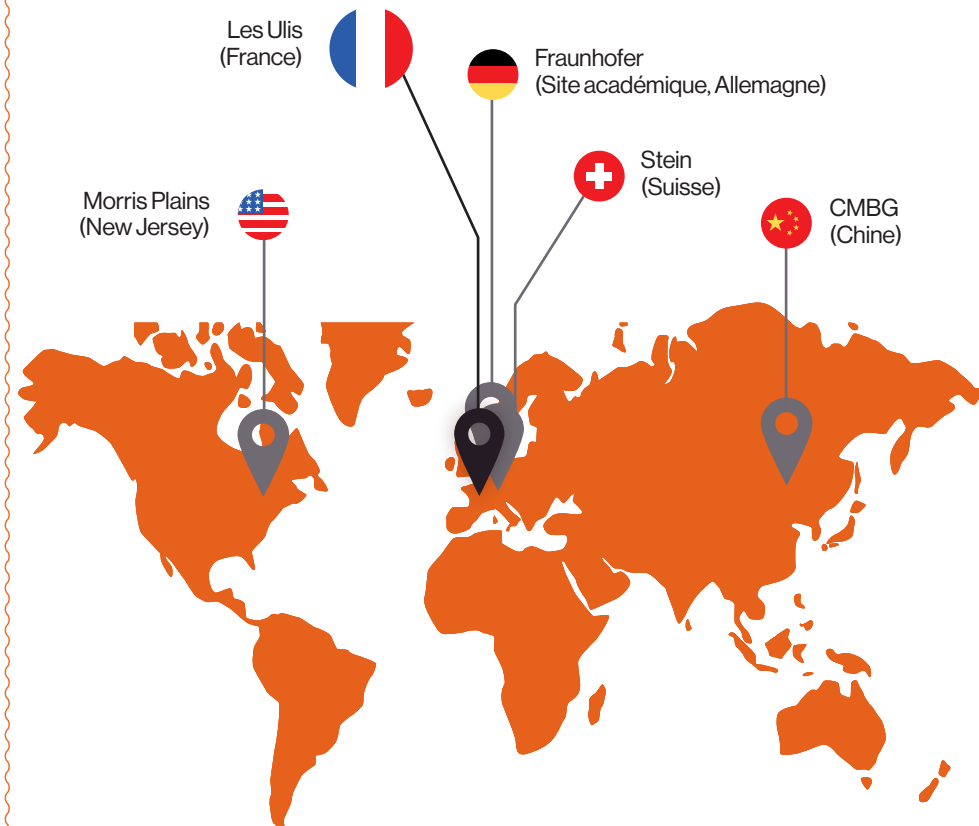 Les Ulis
(France)
Fraunhofer
(Site académique, Allemagne)
Stein
(Suisse)
Morris Plains
(New Jersey)
CMBG
(Chine)